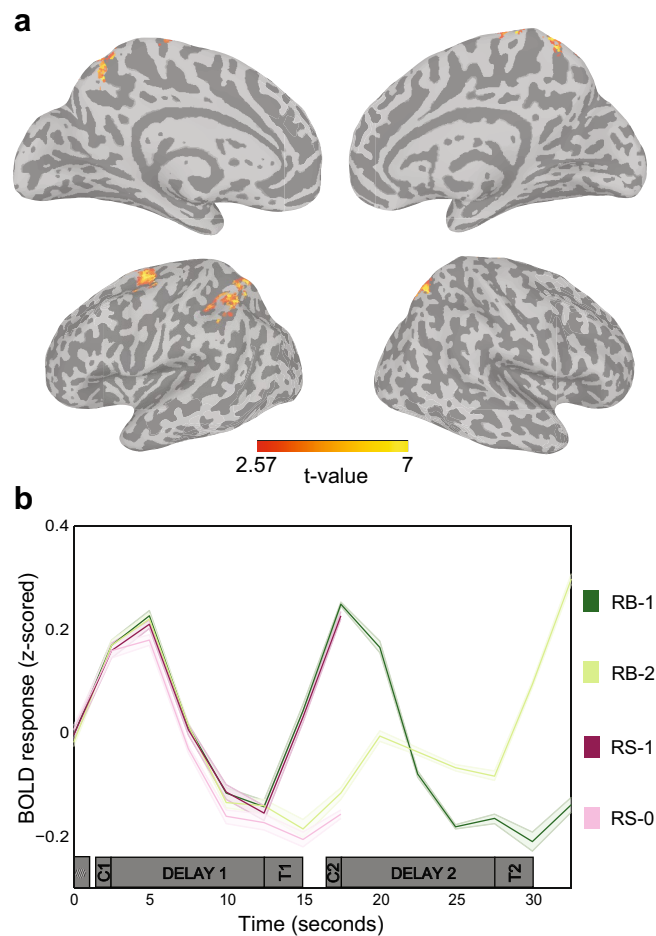 a
2.57 7
t-value
b
BOLD response (z-scored)
0.4
0.2
0
−0.2
RB-1
RB-2
RS-1
RS-0
C1 DELAY 1 T1 C2 DELAY 2 T2
0 5 10 15 20 25 30
Time (seconds)